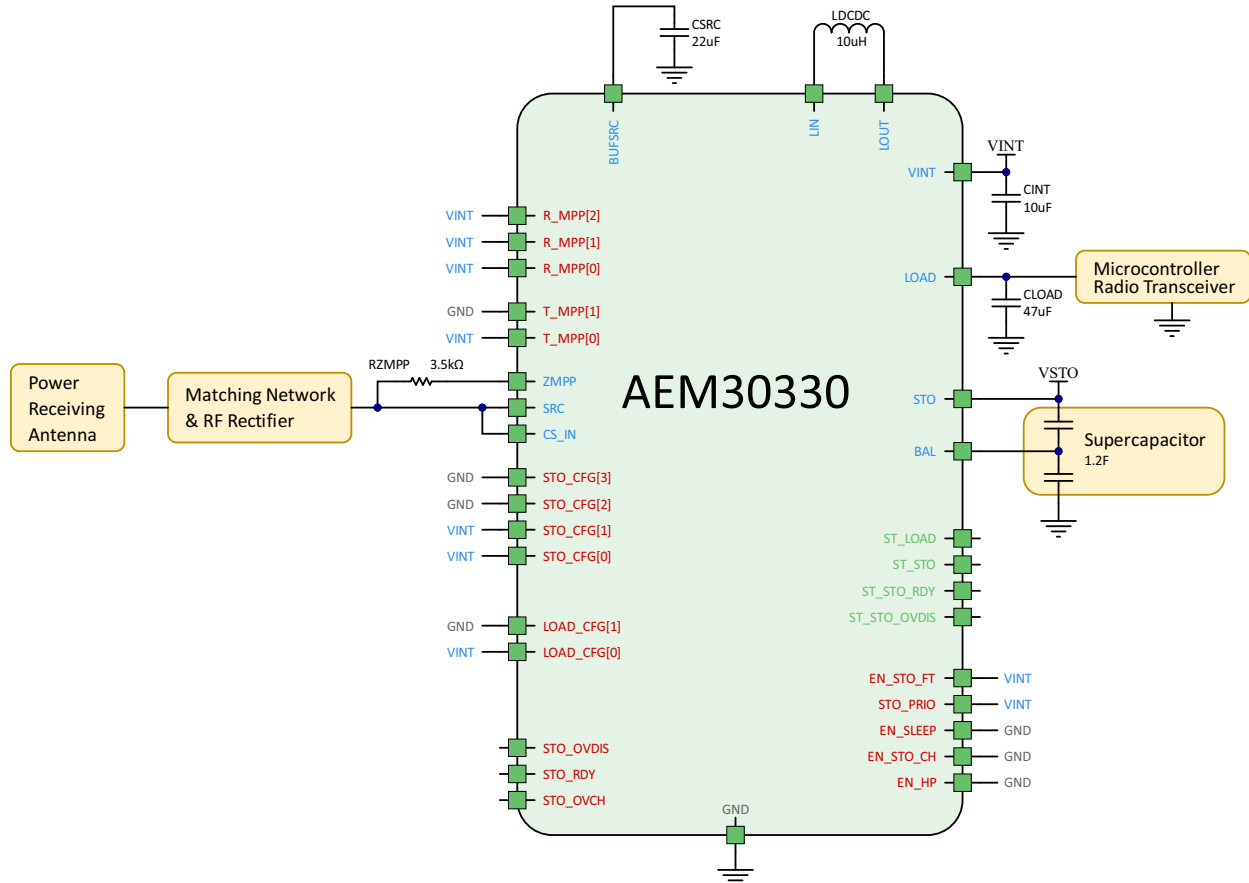 CSRC
22uF
LDCDC
10uH
BUFSRC
LIN
LOUT
VINT
VINT
CINT
10uF
VINT R_MPP[2]
VINT R_MPP[1]
VINT R_MPP[0]
GND T_MPP[1]
VINT T_MPP[0]
LOAD
CLOAD
47uF
Microcontroller
Radio Transceiver
RZMPP 3.5kΩ
ZMPP
SRC
CS_IN
Power
Receiving
Antenna
Matching Network
& RF Rectifier
AEM30330
VSTO
STO
BAL
Supercapacitor
1.2F
GND STO_CFG[3]
GND STO_CFG[2]
VINT STO_CFG[1]
VINT STO_CFG[0]
ST_LOAD
ST_STO
ST_STO_RDY
ST_STO_OVDIS
GND LOAD_CFG[1]
VINT LOAD_CFG[0]
EN_STO_FT VINT
STO_PRIO VINT
EN_SLEEP GND
EN_STO_CH GND
EN_HP GND
STO_OVDIS
STO_RDY
STO_OVCH
GND